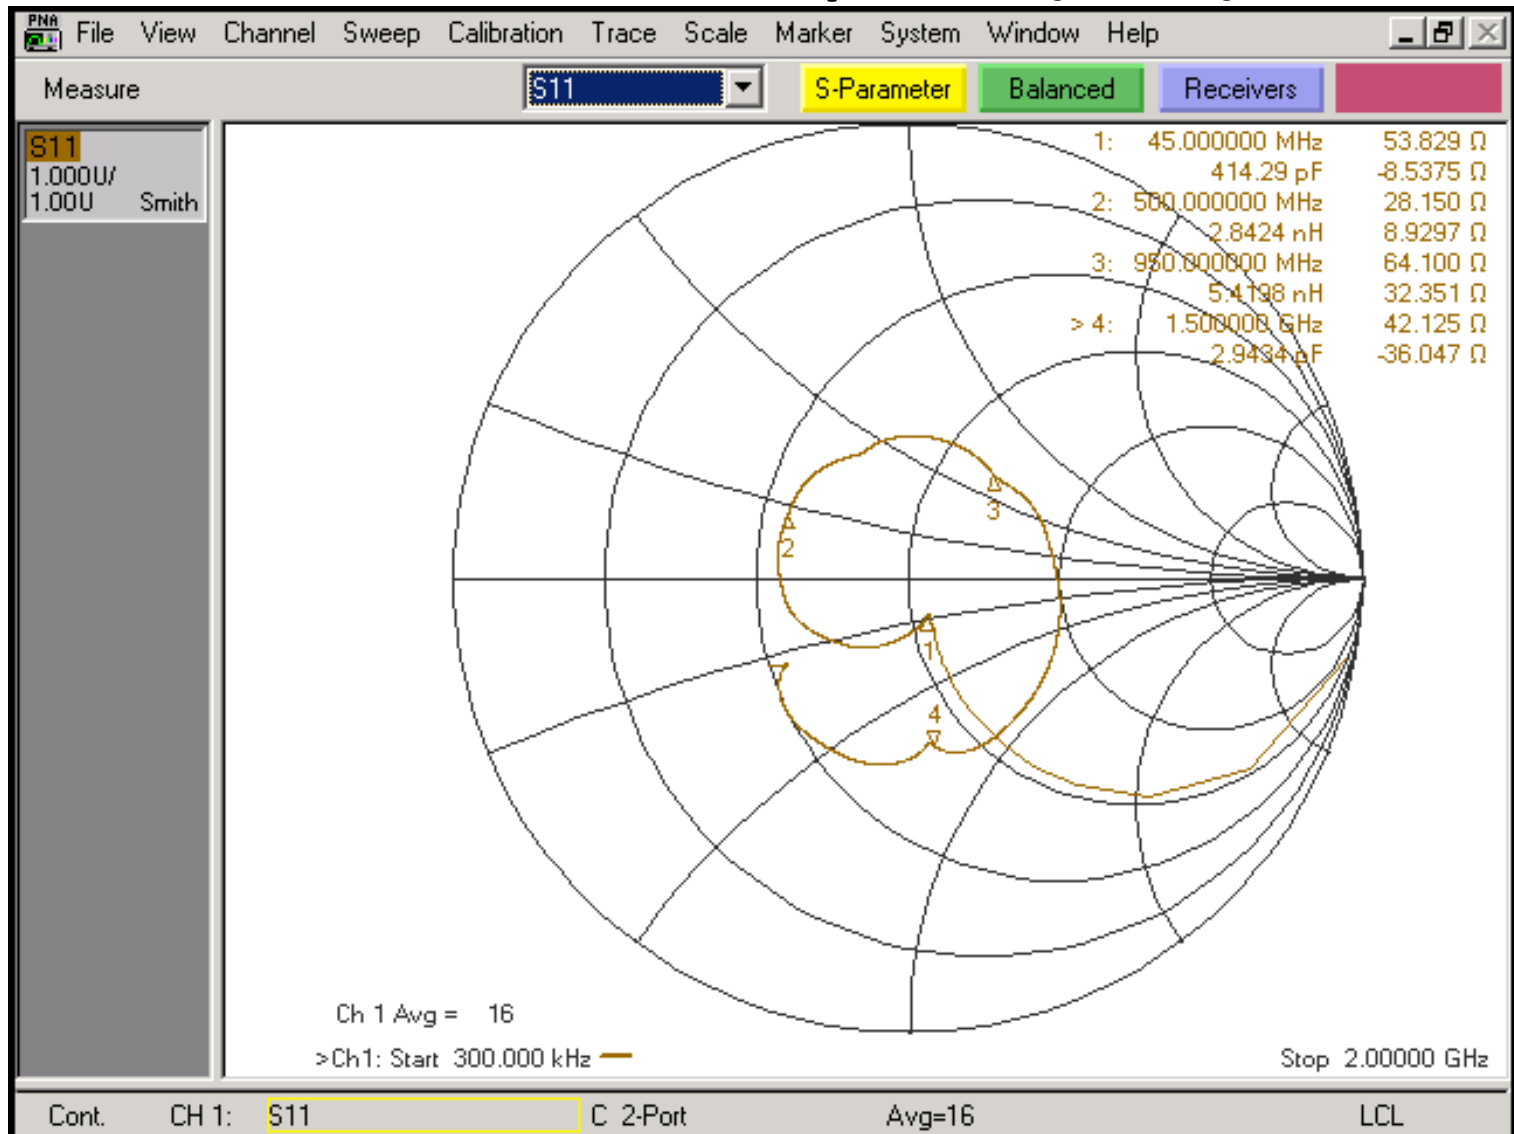 PNA File View Channel Sweep Calibration Trace Scale Marker System Window Help
Measure S11 S-Parameter Balanced Receivers
S11
1.000U/
1.00U Smith
1: 45.000000 MHz 53.829 Ω
414.29 pF -8.5375 Ω
2: 500.000000 MHz 28.150 Ω
2.8424 nH 8.9297 Ω
3: 950.000000 MHz 64.100 Ω
5.4198 nH 32.351 Ω
> 4: 1.500000 GHz 42.125 Ω
2.9434 pF -36.047 Ω
3
2
1
4
Ch 1 Avg = 16
>Ch1: Start 300.000 kHz Stop 2.00000 GHz
Cont. CH 1: S11 C 2-Port Avg=16 LCL